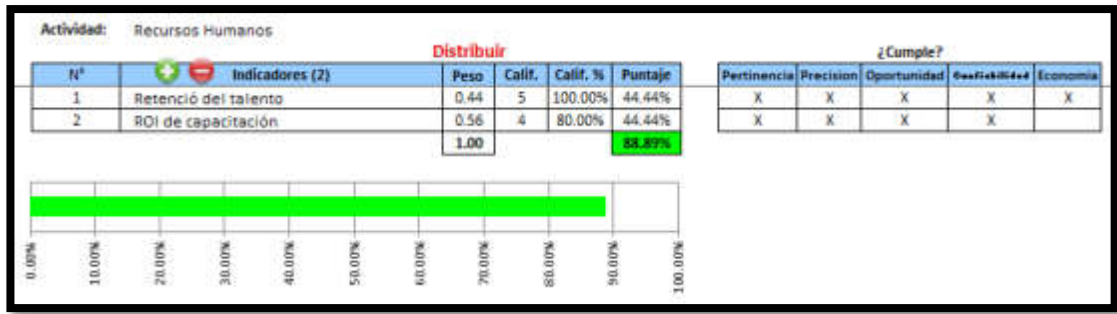 Actividad: Recursos Humanos
Distribuir ¿Cumple?
N° Indicadores (2) Peso Calif. Calif. % Puntaje Pertinencia Precision Oportunidad Confiabilidad Economia
1 Retenció del talento 0.44 5 100.00% 44.44% X X X X X
2 ROI de capacitación 0.56 4 80.00% 44.44% X X X X
1.00 88.89%
0.00% 10.00% 20.00% 30.00% 40.00% 50.00% 60.00% 70.00% 80.00% 90.00% 100.00%